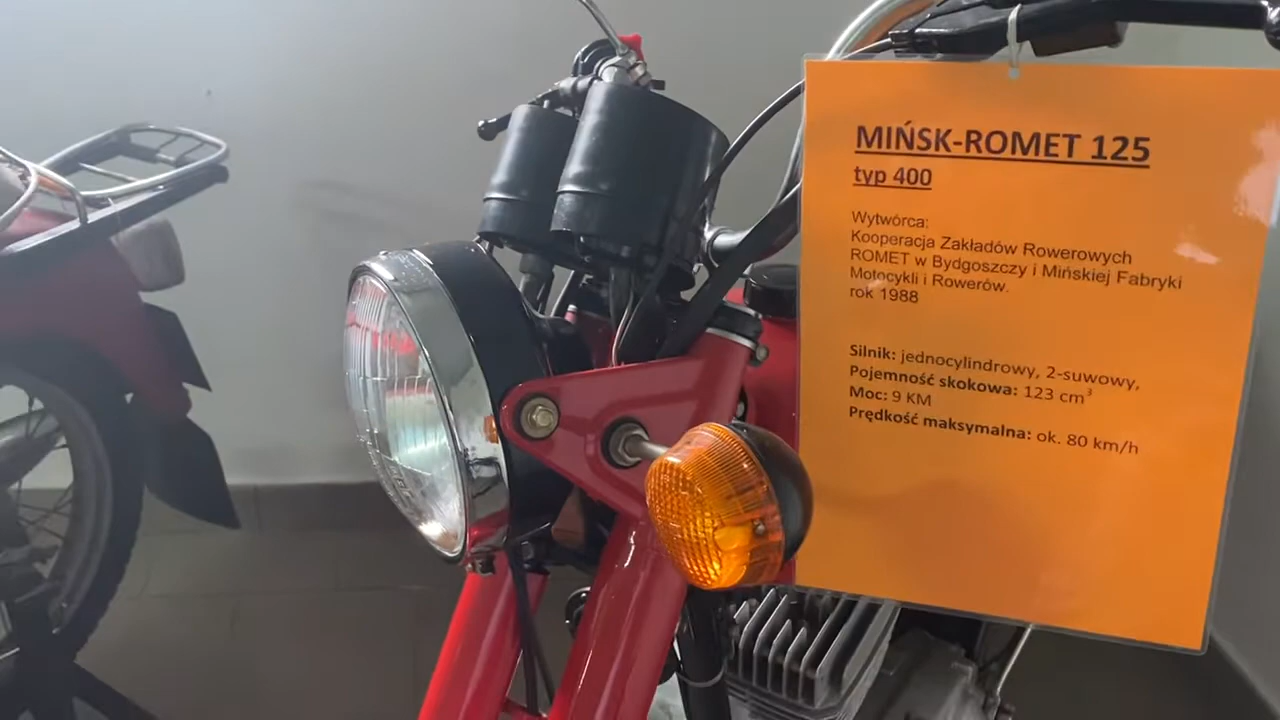 MIŃSK-ROMET 125
typ 400
Wytwórca:
Kooperacja Zakładów Rowerowych
ROMET w Bydgoszczy i Mińskiej Fabryki
Motocykli i Rowerów.
rok 1988
Silnik: jednocylindrowy, 2-suwowy,
Pojemność skokowa: 123 cm³
Moc: 9 KM
Prędkość maksymalna: ok. 80 km/h